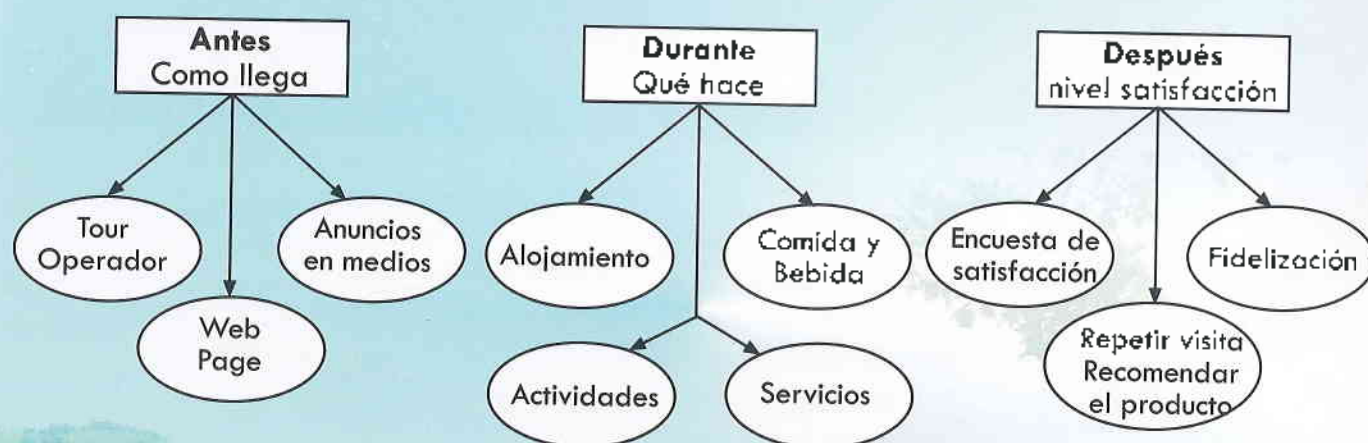 Antes
Como llega
Tour
Operador
Web
Page
Anuncios
en medios
Durante
Qué hace
Alojamiento
Comida y
Bebida
Actividades
Servicios
Después
nivel satisfacción
Encuesta de
satisfacción
Repetir visita
Recomendar
el producto
Fidelización